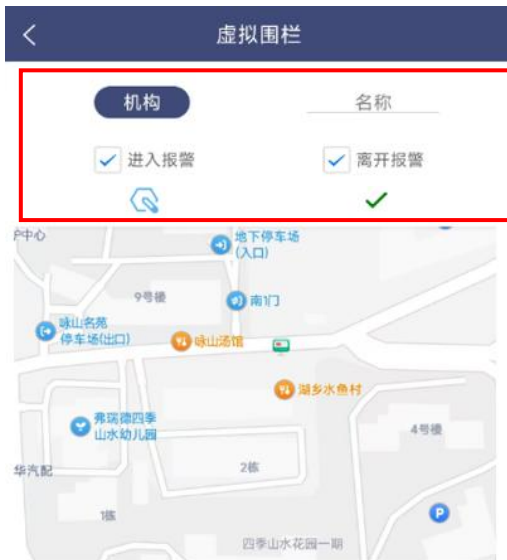 虚拟围栏
机构
名称
进入报警
离开报警
户中心
地下停车场
(入口)
9号楼
南1门
咏山名苑
停车场(出口)
咏山汤馆
湖乡水鱼村
弗瑞德四季
山水幼儿园
4号楼
华汽配
2栋
P
1栋
四季山水花园一期